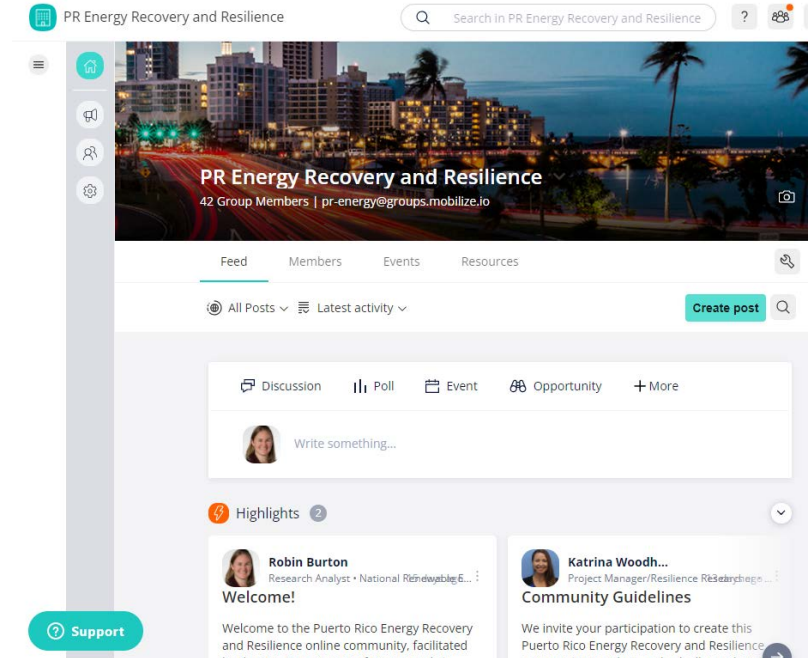 PR Energy Recovery and Resilience
Search in PR Energy Recovery and Resilience
?
PR Energy Recovery and Resilience
42 Group Members | pr-energy@groups.mobilize.io
Feed Members Events Resources
All Posts Latest activity
Create post
Discussion Poll Event Opportunity + More
Write something...
Highlights 2
Robin Burton
Research Analyst • National
Welcome!
Welcome to the Puerto Rico Energy Recovery
and Resilience online community, facilitated
Katrina Woodh...
Project Manager/Resilience
Community Guidelines
We invite your participation to create this
Puerto Rico Energy Recovery and Resilience
? Support